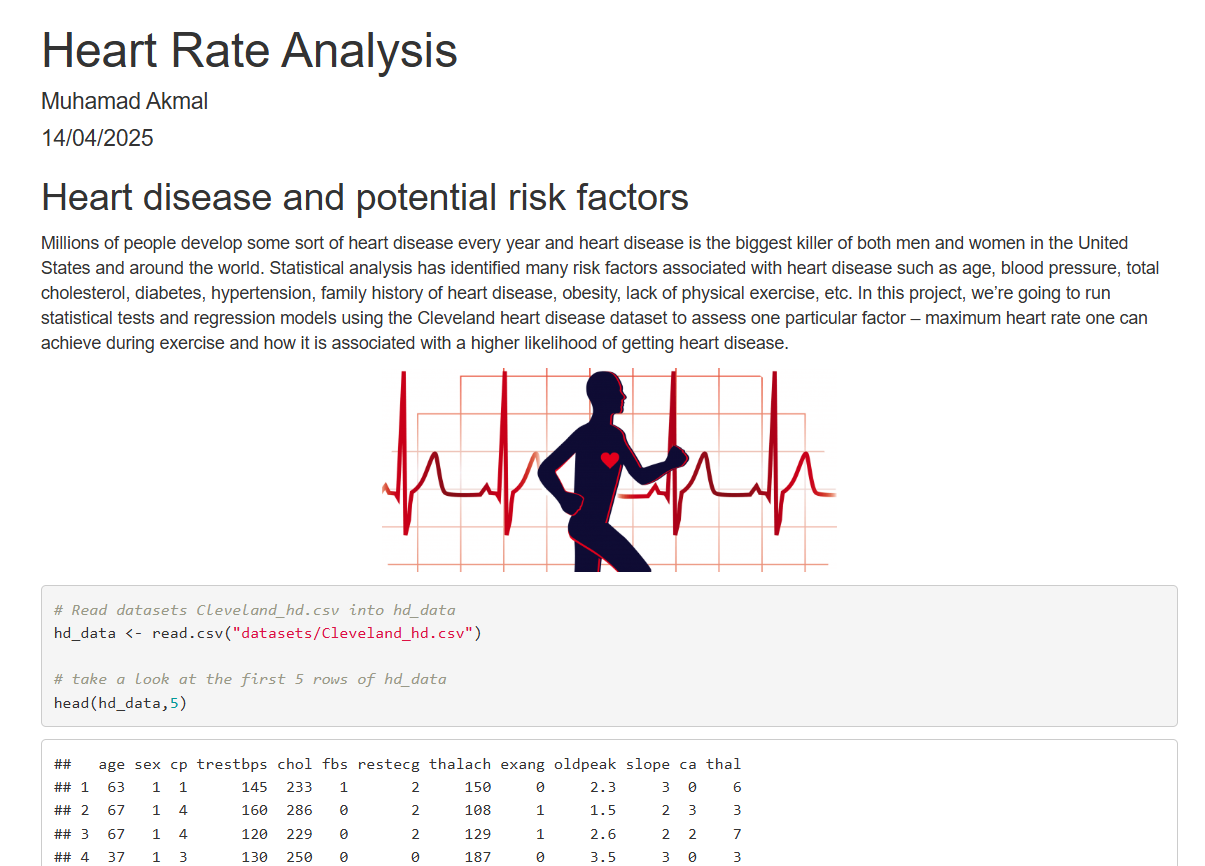 Heart Rate Analysis
Muhamad Akmal
14/04/2025
Heart disease and potential risk factors
Millions of people develop some sort of heart disease every year and heart disease is the biggest killer of both men and women in the United
States and around the world. Statistical analysis has identified many risk factors associated with heart disease such as age, blood pressure, total
cholesterol, diabetes, hypertension, family history of heart disease, obesity, lack of physical exercise, etc. In this project, we’re going to run
statistical tests and regression models using the Cleveland heart disease dataset to assess one particular factor – maximum heart rate one can
achieve during exercise and how it is associated with a higher likelihood of getting heart disease.
# Read datasets Cleveland_hd.csv into hd_data
hd_data <- read.csv("datasets/Cleveland_hd.csv")
# take a look at the first 5 rows of hd_data
head(hd_data,5)
##   age sex cp trestbps chol fbs restecg thalach exang oldpeak slope ca thal
## 1  63   1  1      145  233   1       2     150     0     2.3     3  0    6
## 2  67   1  4      160  286   0       2     108     1     1.5     2  3    3
## 3  67   1  4      120  229   0       2     129     1     2.6     2  2    7
## 4  37   1  3      130  250   0       0     187     0     3.5     3  0    3